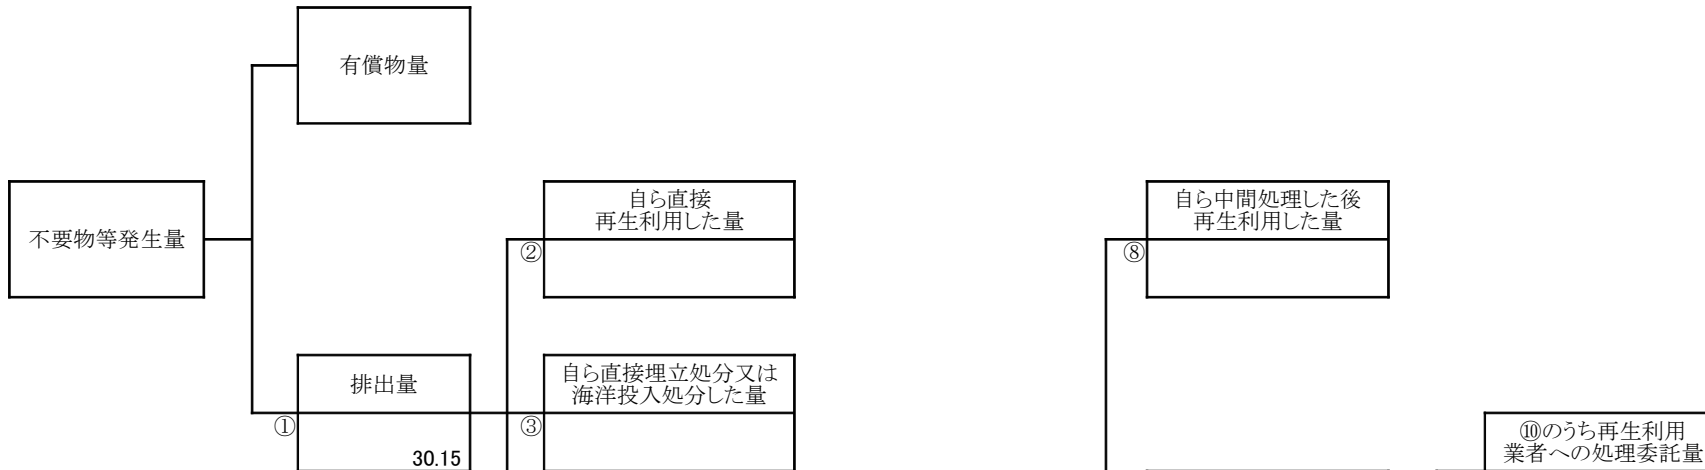 有償物量
不要物等発生量
自ら直接
再生利用した量
②
自ら中間処理した後
再生利用した量
⑧
排出量
①
30.15
自ら直接埋立処分又は
海洋投入処分した量
③
⑩のうち再生利用
業者への処理委託量